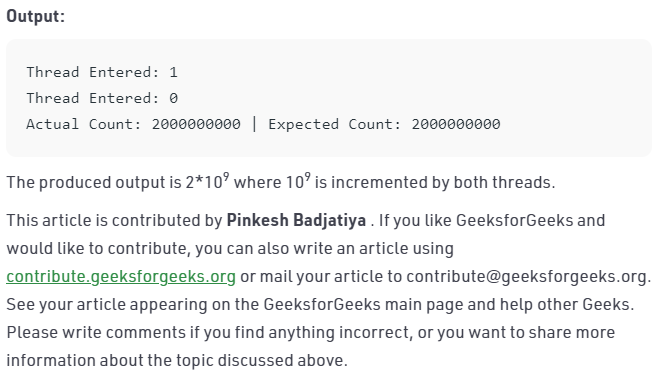 Output:
Thread Entered: 1
Thread Entered: 0
Actual Count: 2000000000 | Expected Count: 2000000000
The produced output is 2*10⁹ where 10⁹ is incremented by both threads.
This article is contributed by Pinkesh Badjatiya . If you like GeeksforGeeks and
would like to contribute, you can also write an article using
contribute.geeksforgeeks.org or mail your article to contribute@geeksforgeeks.org.
See your article appearing on the GeeksforGeeks main page and help other Geeks.
Please write comments if you find anything incorrect, or you want to share more
information about the topic discussed above.